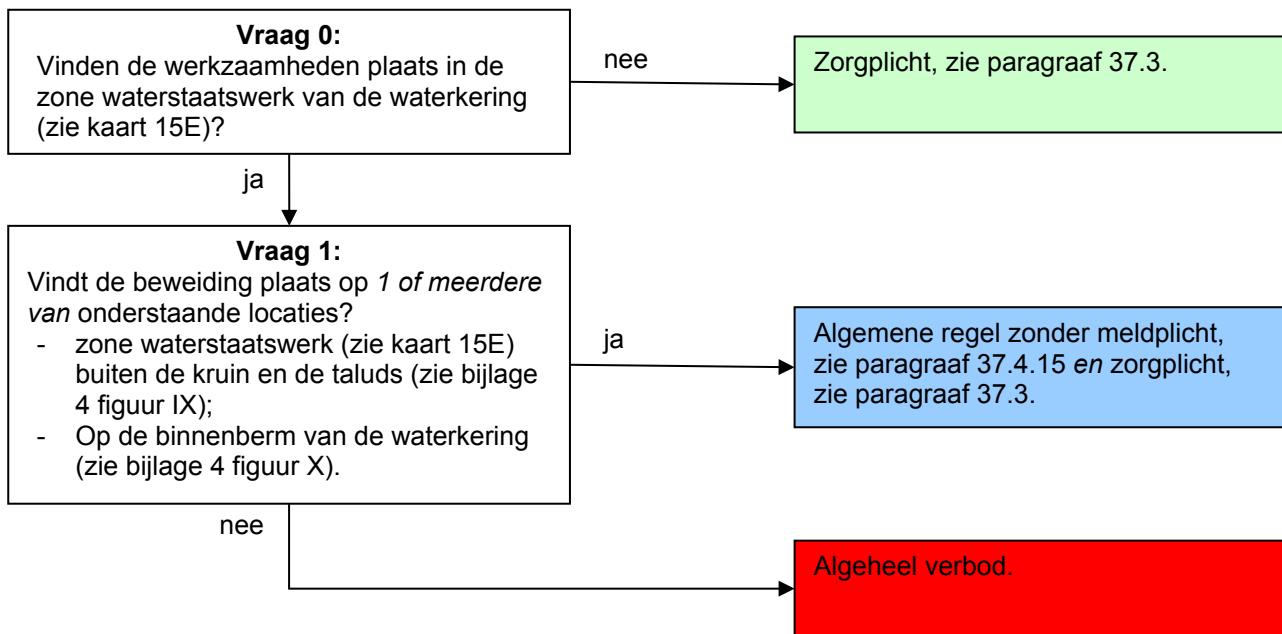 Vraag 0:
Vinden de werkzaamheden plaats in de
zone waterstaatswerk van de waterkering
(zie kaart 15E)?
nee
Zorgplicht, zie paragraaf 37.3.
ja
Vraag 1:
Vindt de beweiding plaats op 1 of meerdere
van onderstaande locaties?
- zone waterstaatswerk (zie kaart 15E)
buiten de kruin en de taluds (zie bijlage
4 figuur IX);
- Op de binnenberm van de waterkering
(zie bijlage 4 figuur X).
ja
Algemene regel zonder meldplicht,
zie paragraaf 37.4.15 en zorgplicht,
zie paragraaf 37.3.
nee
Algeheel verbod.